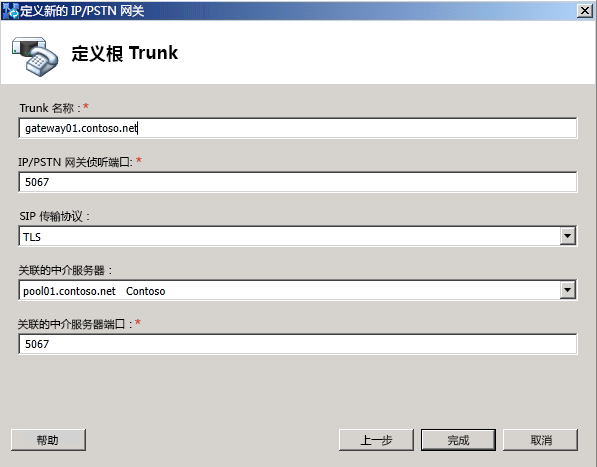 定义新的 IP/PSTN 网关
定义根 Trunk
Trunk 名称：*
gateway01.contoso.net
IP/PSTN 网关侦听端口: *
5067
SIP 传输协议：
TLS
关联的中介服务器：
pool01.contoso.net Contoso
关联的中介服务器端口：*
5067
帮助 上一步 完成 取消